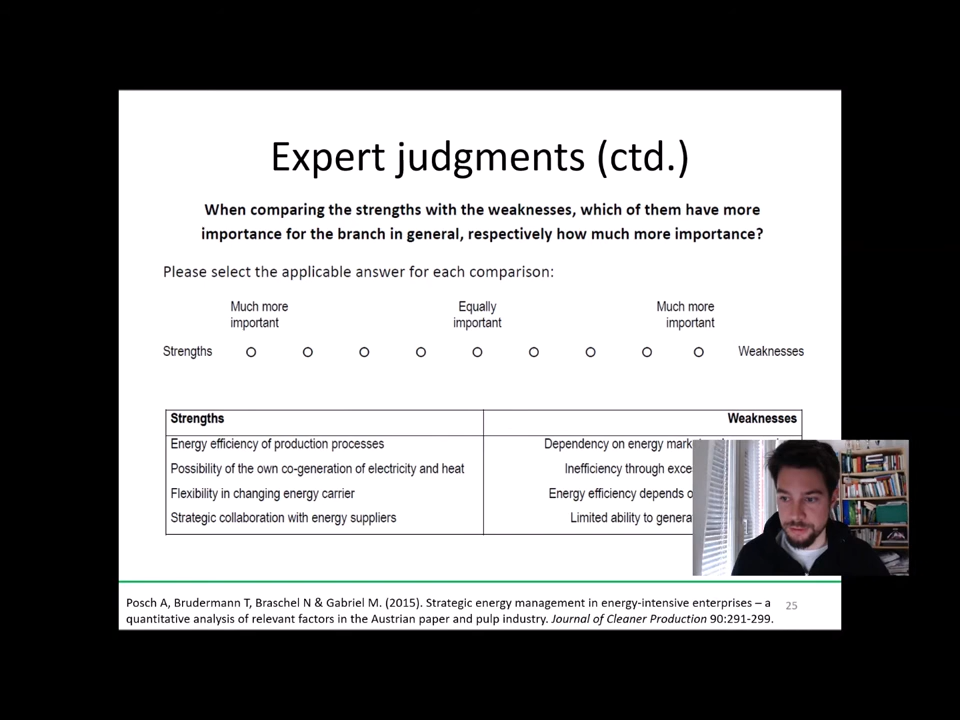 Expert judgments (ctd.)
When comparing the strengths with the weaknesses, which of them have more
importance for the branch in general, respectively how much more importance?
Please select the applicable answer for each comparison:
Much more Equally Much more
important important important
Strengths Weaknesses
Strengths Weaknesses
Energy efficiency of production processes Dependency on energy
Possibility of the own co-generation of electricity and heat Inefficiency through
Flexibility in changing energy carrier Energy efficiency depends
Strategic collaboration with energy suppliers Limited ability to
Posch A, Brudermann T, Braschel N & Gabriel M. (2015). Strategic energy management in energy-intensive enterprises – a 25
quantitative analysis of relevant factors in the Austrian paper and pulp industry. Journal of Cleaner Production 90:291-299.